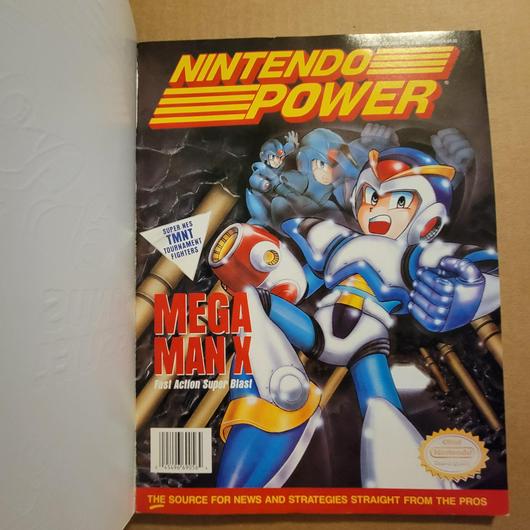 NINTENDO
POWER
SUPER NES
TMNT
TOURNAMENT
FIGHTERS
MEGA
MAN X
Fast Action Super Blast
Official
Nintendo
THE SOURCE FOR NEWS AND STRATEGIES STRAIGHT FROM THE PROS